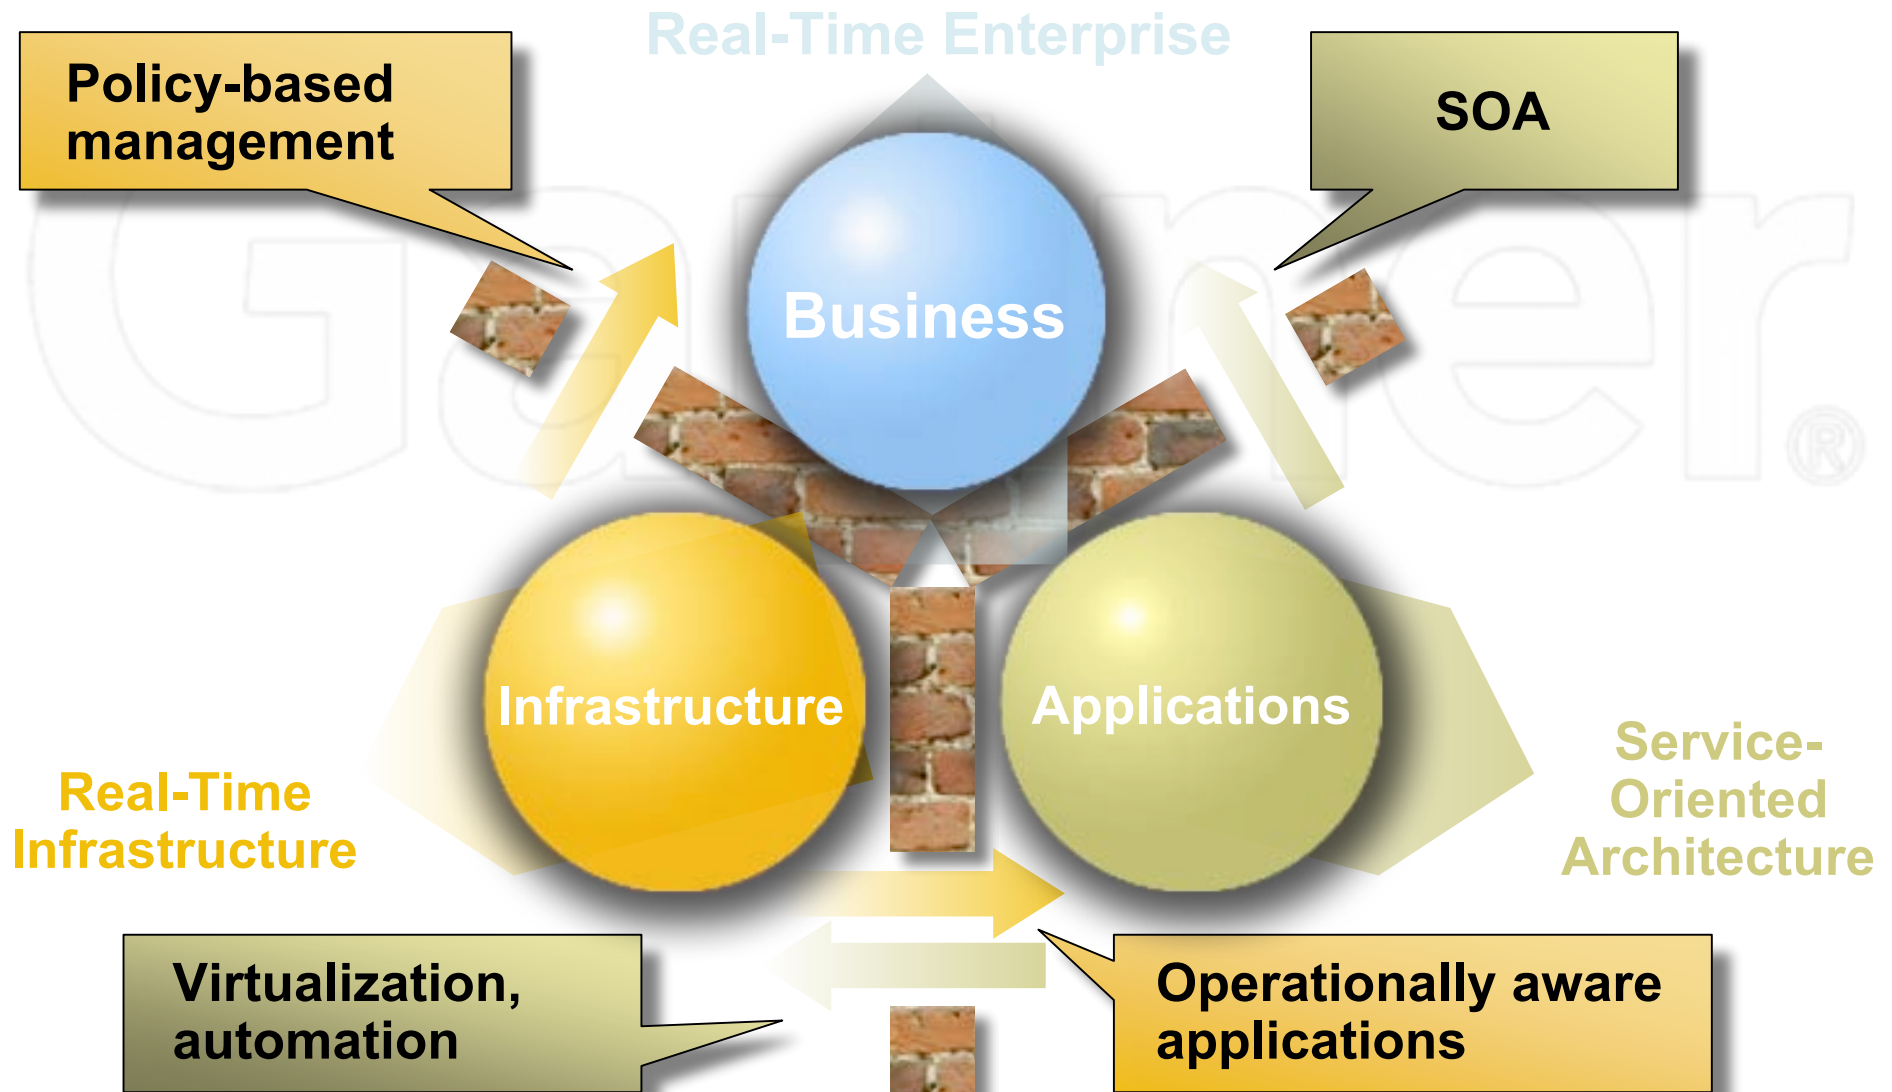 Real-Time Enterprise
Policy-based
management
SOA
Gartner®
Business
Infrastructure
Applications
Real-Time
Infrastructure
Service-
Oriented
Architecture
Virtualization,
automation
Operationally aware
applications